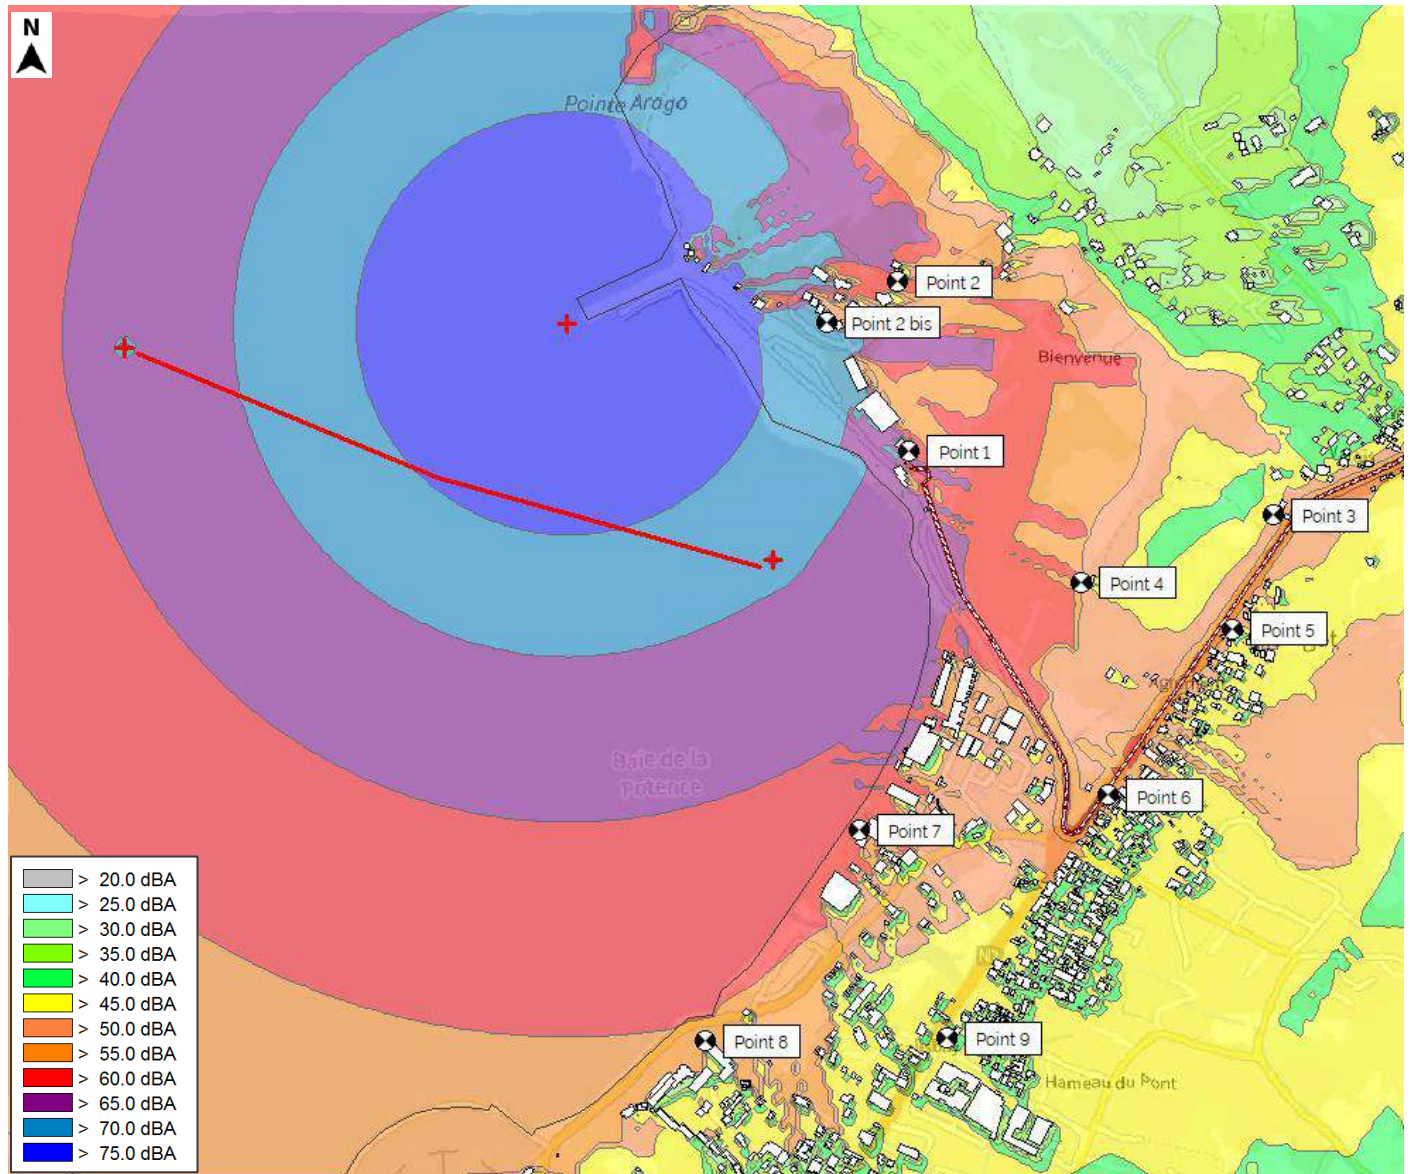 N
Pointe Arago
Point 2
Point 2 bis
Bienvenue
Point 1
Point 3
Point 4
Point 5
Point 6
Baie de la
Potence
Point 7
Point 8
Point 9
Hameau du Pont
> 20.0 dBA
> 25.0 dBA
> 30.0 dBA
> 35.0 dBA
> 40.0 dBA
> 45.0 dBA
> 50.0 dBA
> 55.0 dBA
> 60.0 dBA
> 65.0 dBA
> 70.0 dBA
> 75.0 dBA